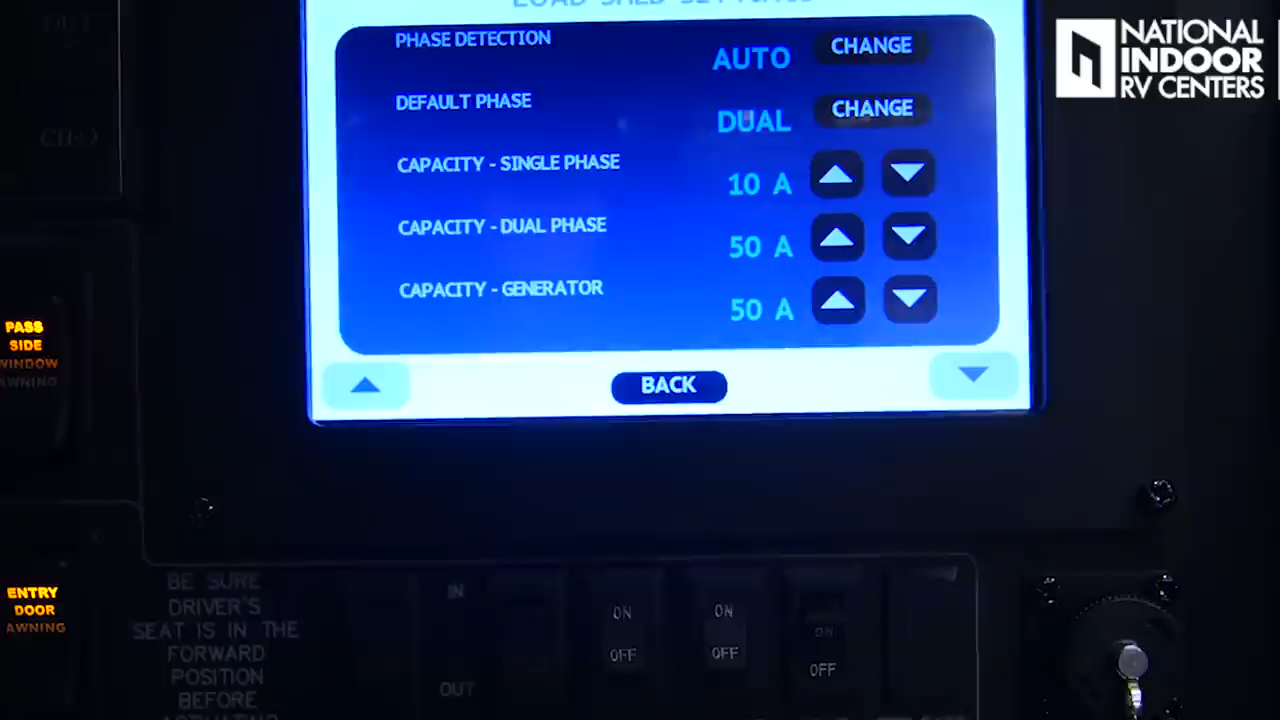 LOAD SHED SETTINGS
PHASE DETECTION
AUTO
CHANGE
DEFAULT PHASE
DUAL
CHANGE
CAPACITY - SINGLE PHASE
10 A
CAPACITY - DUAL PHASE
50 A
CAPACITY - GENERATOR
50 A
BACK
NATIONAL
INDOOR
RV CENTERS
OUT
PASS
SIDE
WINDOW
AWNING
ENTRY
DOOR
AWNING
BE SURE
DRIVER'S
SEAT IS IN THE
FORWARD
POSITION
BEFORE
IN
OUT
ON
OFF
ON
OFF
ON
OFF